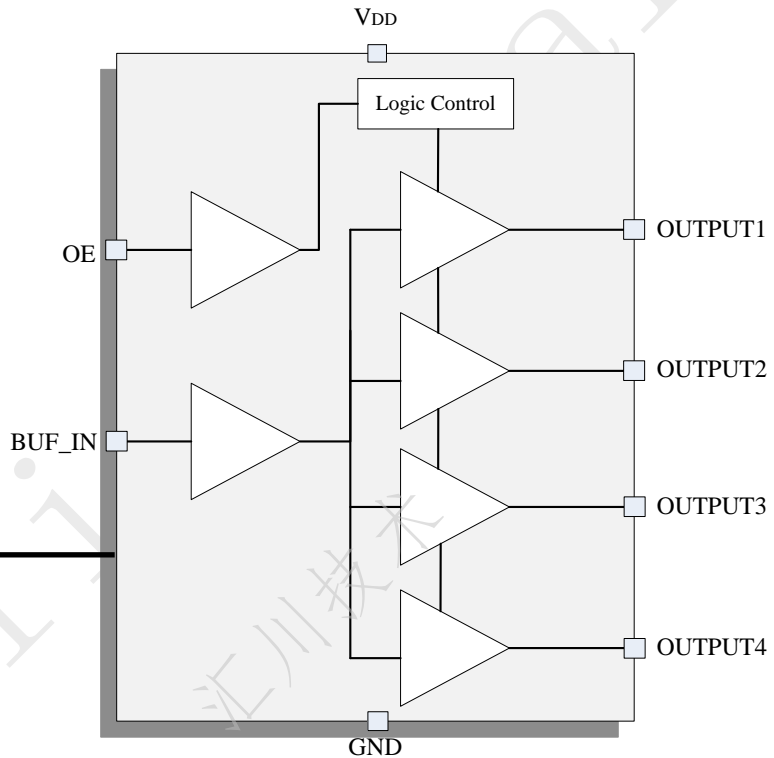 VDD
Logic Control
OE
OUTPUT1
OUTPUT2
BUF_IN
OUTPUT3
汇川技术
OUTPUT4
GND